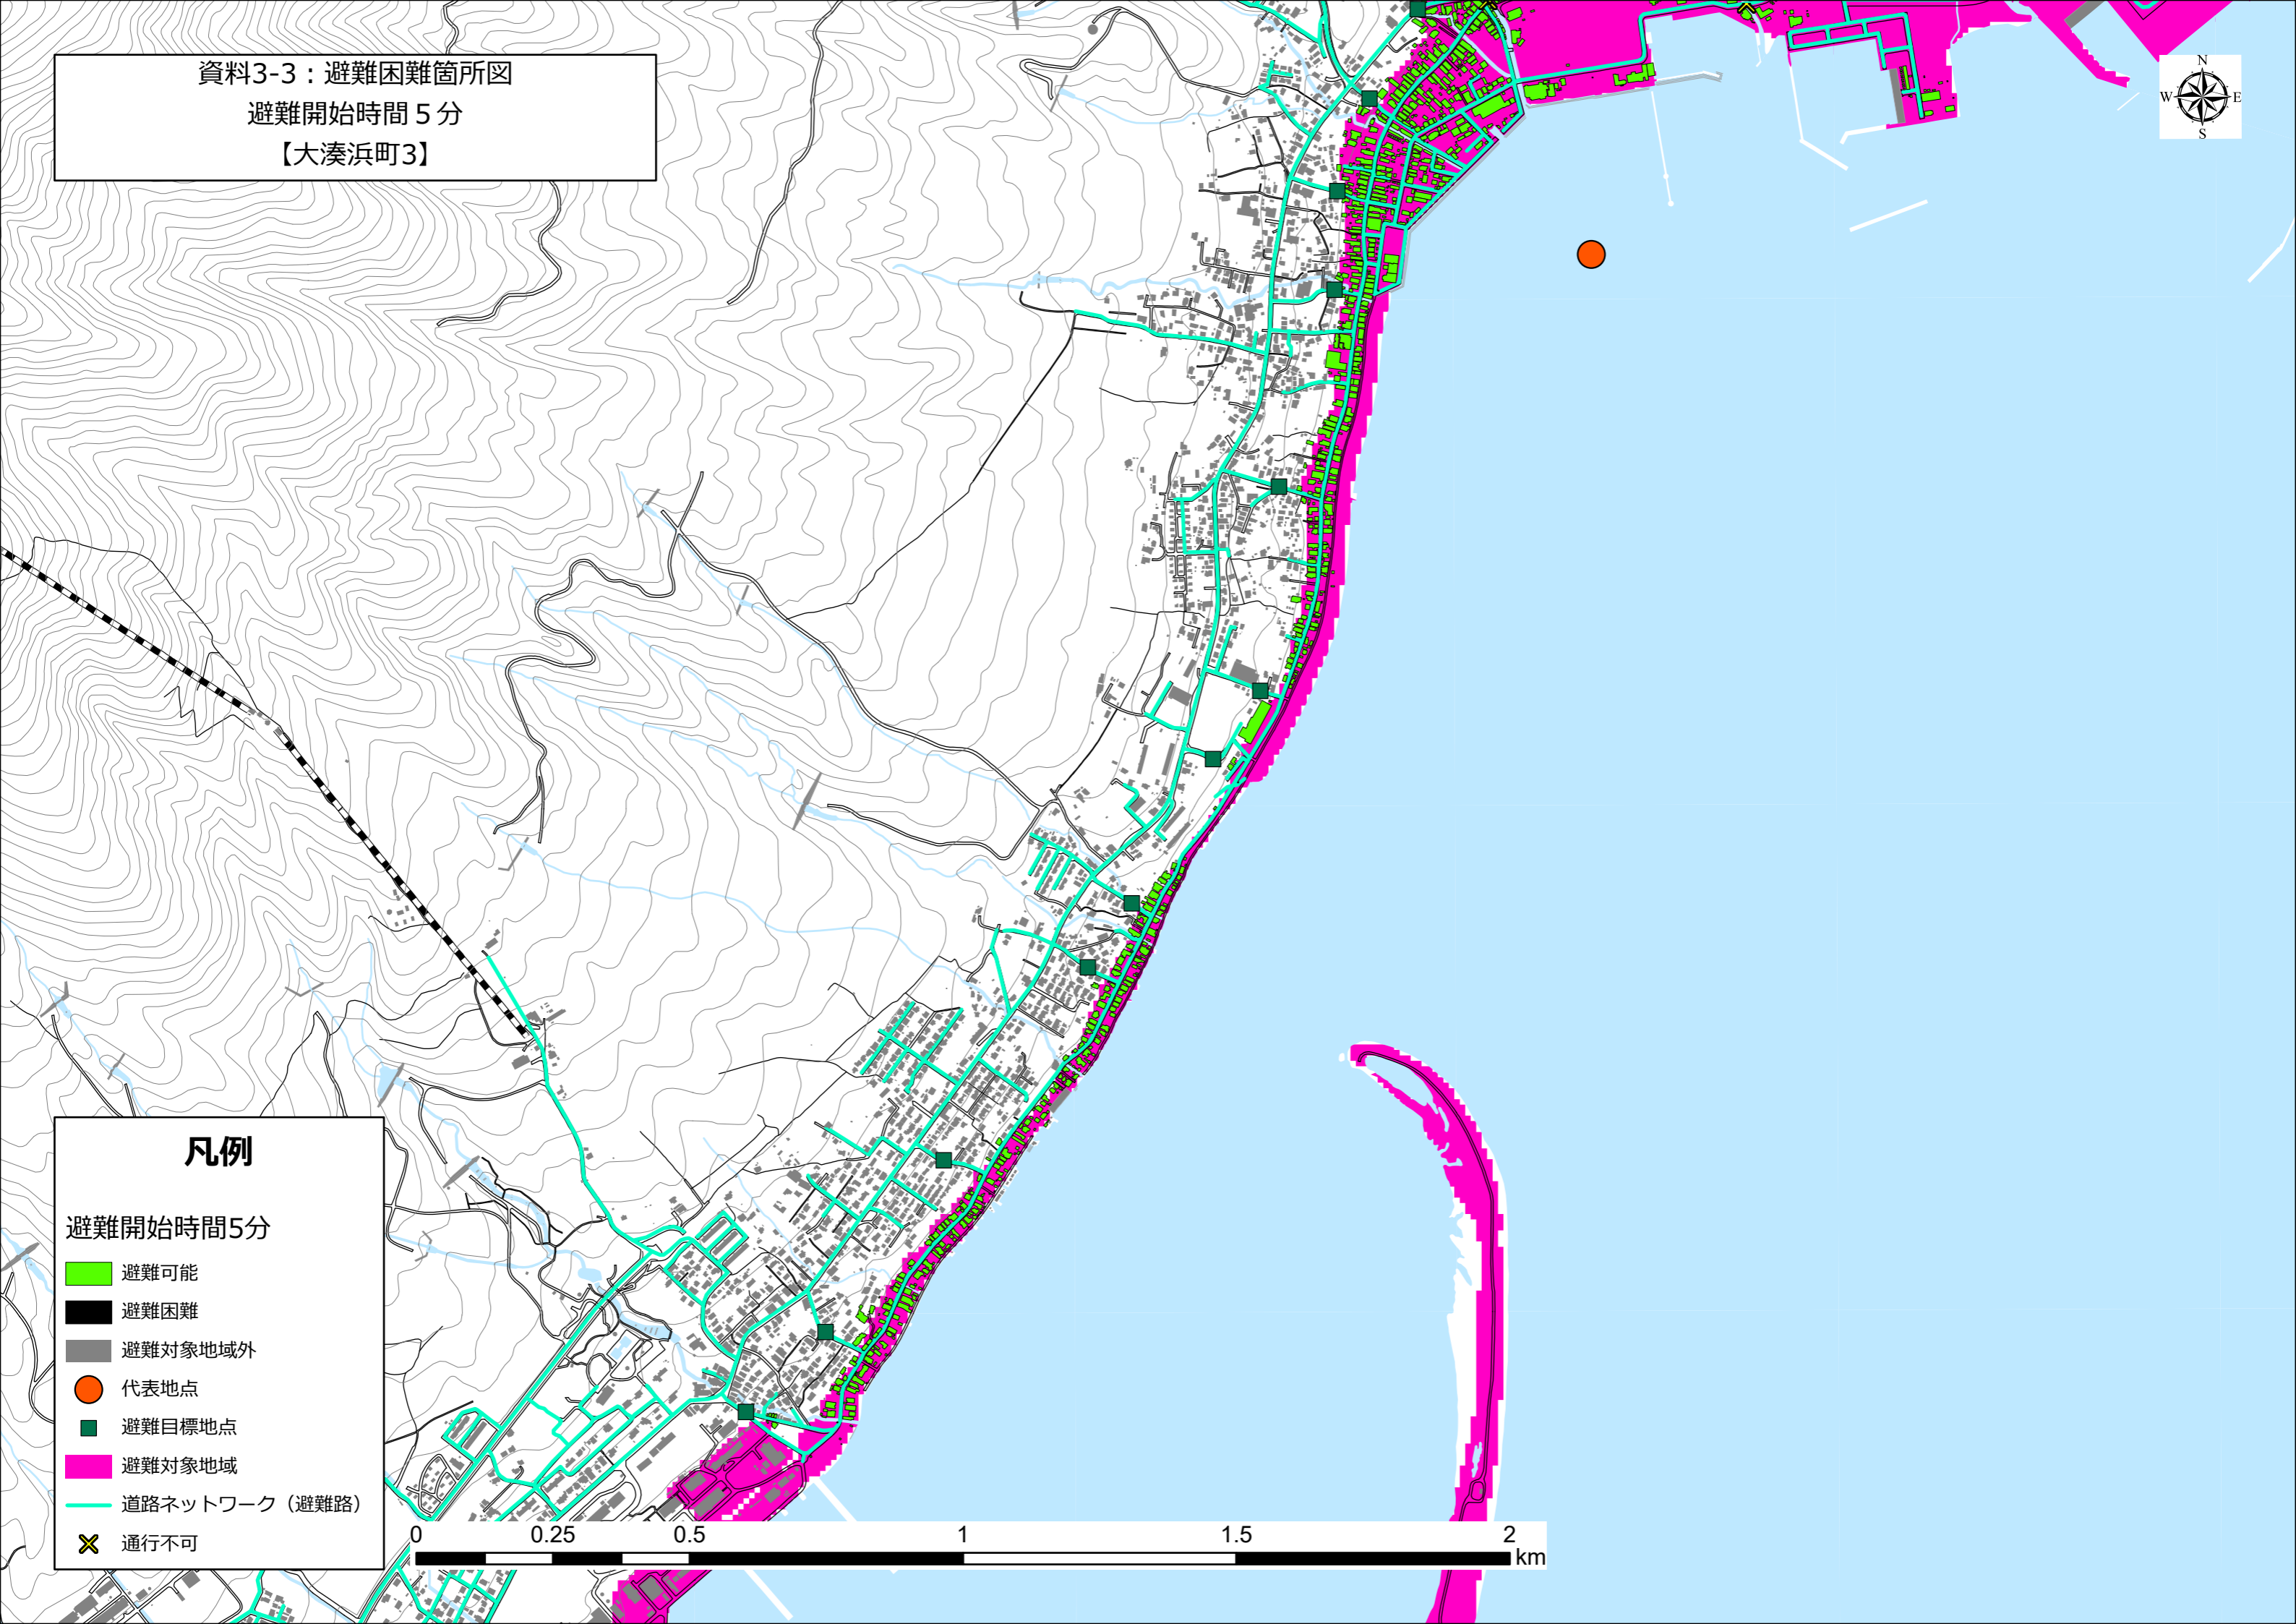 資料3-3：避難困難箇所図
避難開始時間５分
【大湊浜町3】
N
W
E
S
凡例
避難開始時間5分
避難可能
避難困難
避難対象地域外
代表地点
避難目標地点
避難対象地域
道路ネットワーク（避難路）
通行不可
0 0.25 0.5 1 1.5 2
km